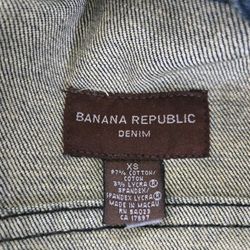 BANANA REPUBLIC
DENIM
XS
97% COTTON/
COTON
3% LYCRA®
SPANDEX/
SPANDEX LYCRA®
MADE IN MACAU
RN 54023
CA 17897